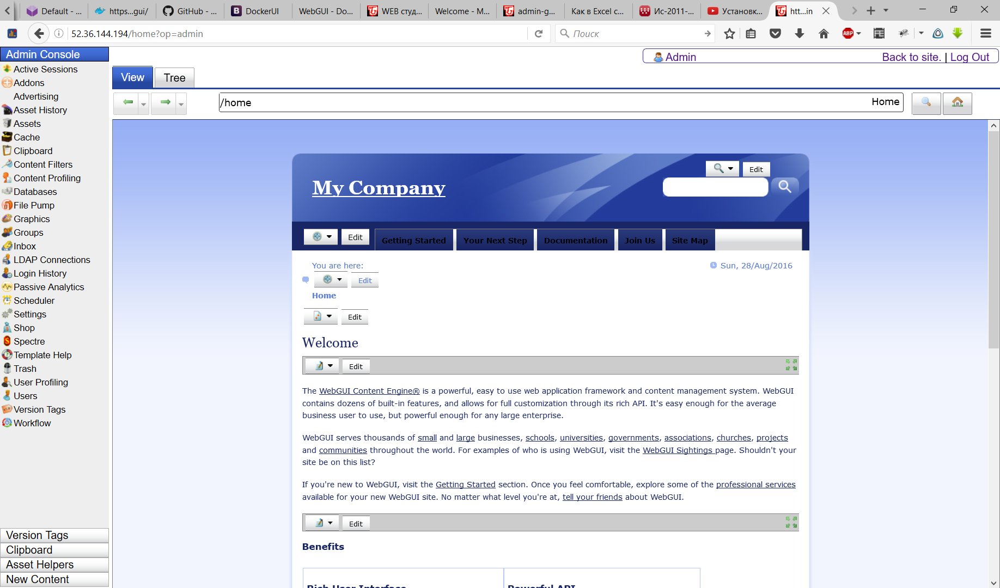 Default - ...
https...gui/
GitHub - ...
DockerUI
WebGUI - Do...
WEB студ...
Welcome - M...
admin-g...
Как в Excel с...
Ис-2011-...
Установк...
htt...in
52.36.144.194/home?op=admin
Поиск
ABP
Admin Console
Active Sessions
Addons
Advertising
Asset History
Assets
Cache
Clipboard
Content Filters
Content Profiling
Databases
File Pump
Graphics
Groups
Inbox
LDAP Connections
Login History
Passive Analytics
Scheduler
Settings
Shop
Spectre
Template Help
Trash
User Profiling
Users
Version Tags
Workflow
Version Tags
Clipboard
Asset Helpers
New Content
Admin
Back to site. | Log Out
View
Tree
/home
Home
Edit
My Company
Edit
Getting Started
Your Next Step
Documentation
Join Us
Site Map
You are here:
Sun, 28/Aug/2016
Edit
Home
Edit
Welcome
Edit
The WebGUI Content Engine® is a powerful, easy to use web application framework and content management system. WebGUI
contains dozens of built-in features, and allows for full customization through its rich API. It's easy enough for the average
business user to use, but powerful enough for any large enterprise.
WebGUI serves thousands of small and large businesses, schools, universities, governments, associations, churches, projects
and communities throughout the world. For examples of who is using WebGUI, visit the WebGUI Sightings page. Shouldn't your
site be on this list?
If you're new to WebGUI, visit the Getting Started section. Once you feel comfortable, explore some of the professional services
available for your new WebGUI site. No matter what level you're at, tell your friends about WebGUI.
Edit
Benefits
Rich User Interface
Powerful API